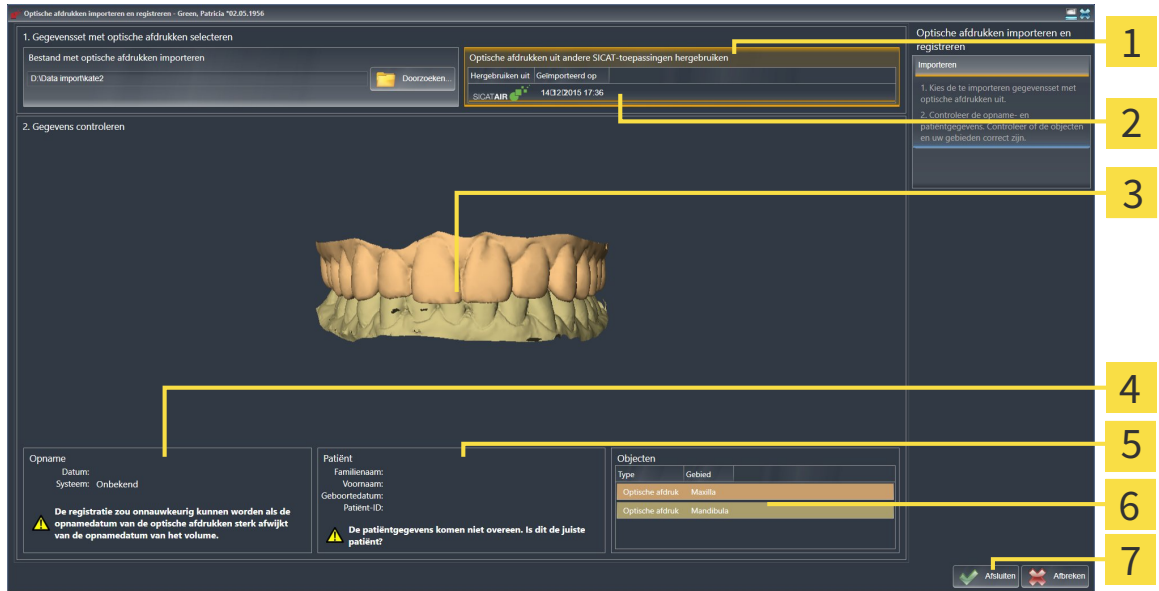 Optische afdrukken importeren en registreren - Green, Patricia *02.05.1956
1. Gegevensset met optische afdrukken selecteren
Bestand met optische afdrukken importeren
D:\Data import\kate2
Doorzoeken...
Optische afdrukken uit andere SICAT-toepassingen hergebruiken
Hergebruiken uit Geïmporteerd op
SICATAIR 14▯12▯2015 17:36
2. Gegevens controleren
Opname
Datum:
Systeem: Onbekend
De registratie zou onnauwkeurig kunnen worden als de
opnamedatum van de optische afdrukken sterk afwijkt
van de opnamedatum van het volume.
Patiënt
Familienaam:
Voornaam:
Geboortedatum:
Patiënt-ID:
De patiëntgegevens komen niet overeen. Is dit de juiste
patiënt?
Objecten
Type Gebied
Optische afdruk Maxilla
Optische afdruk Mandibula
Optische afdrukken importeren en
registreren
Importeren
1. Kies de te importeren gegevensset met
optische afdrukken uit.
2. Controleer de opname- en
patiëntgegevens. Controleer of de objecten
en uw gebieden correct zijn.
Afsluiten
Afbreken
1
2
3
4
5
6
7